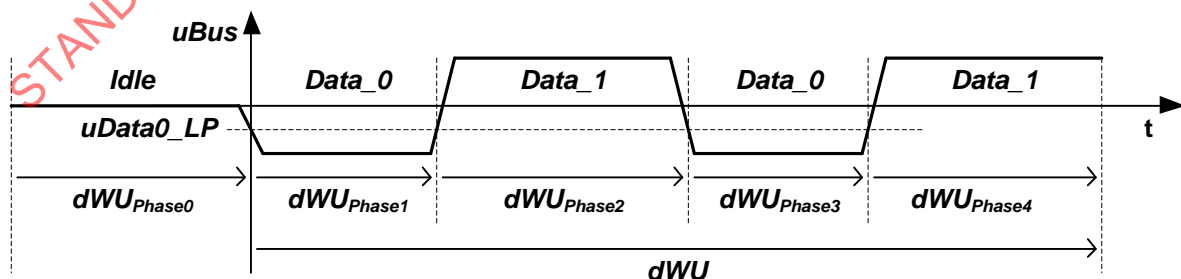 STAND
uBus
Idle
Data_0
Data_1
Data_0
Data_1
uData0_LP
t
dWUPhase0
dWUPhase1
dWUPhase2
dWUPhase3
dWUPhase4
dWU